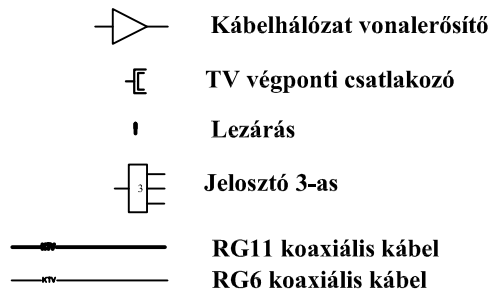 Kábelhálózat vonalerősítő
TV végponti csatlakozó
Lezárás
3
Jelosztó 3-as
RG11 koaxiális kábel
KTV
RG6 koaxiális kábel